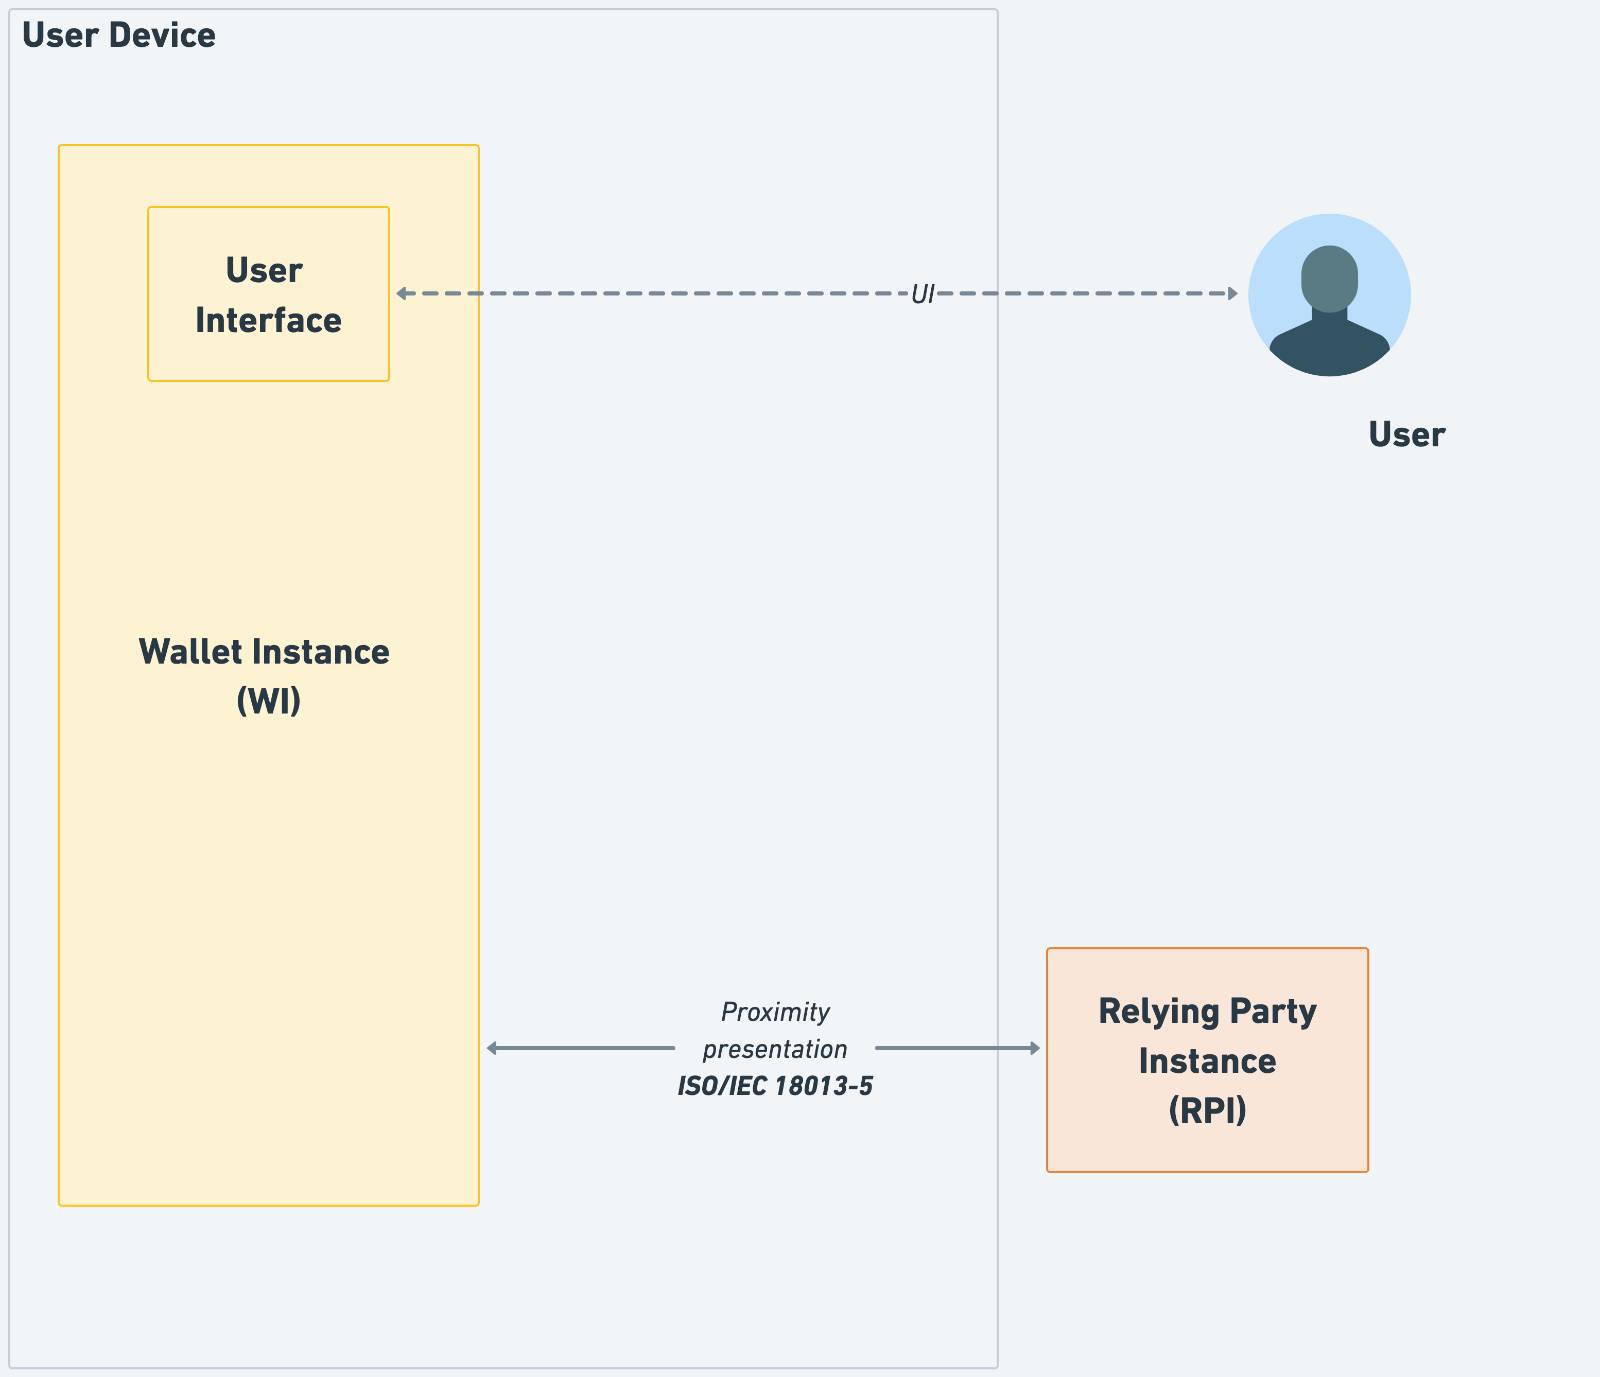 User Device
User
Interface
UI
User
Wallet Instance
(WI)
Proximity
presentation
ISO/IEC 18013-5
Relying Party
Instance
(RPI)